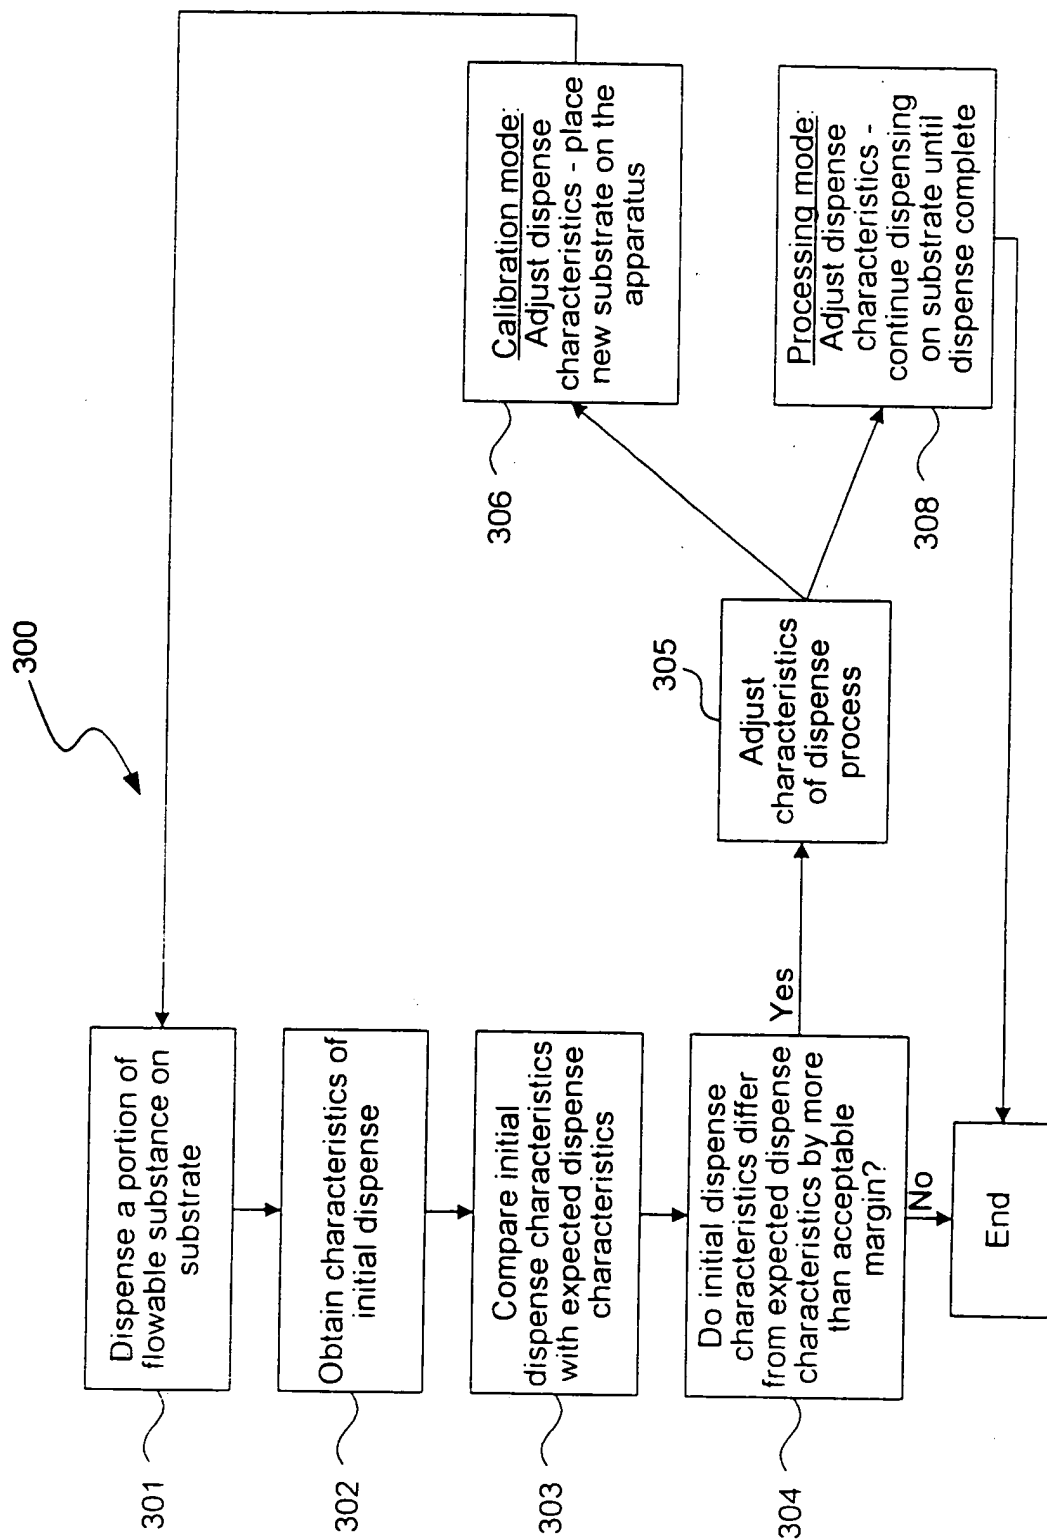 300
301
Dispense a portion of
flowable substance on
substrate
302
Obtain characteristics of
initial dispense
303
Compare initial
dispense characteristics
with expected dispense
characteristics
304
Do initial dispense
characteristics differ
from expected dispense
characteristics by more
than acceptable
margin?
Yes
No
End
305
Adjust
characteristics
of dispense
process
306
Calibration mode:
Adjust dispense
characteristics - place
new substrate on the
apparatus
308
Processing mode:
Adjust dispense
characteristics -
continue dispensing
on substrate until
dispense complete